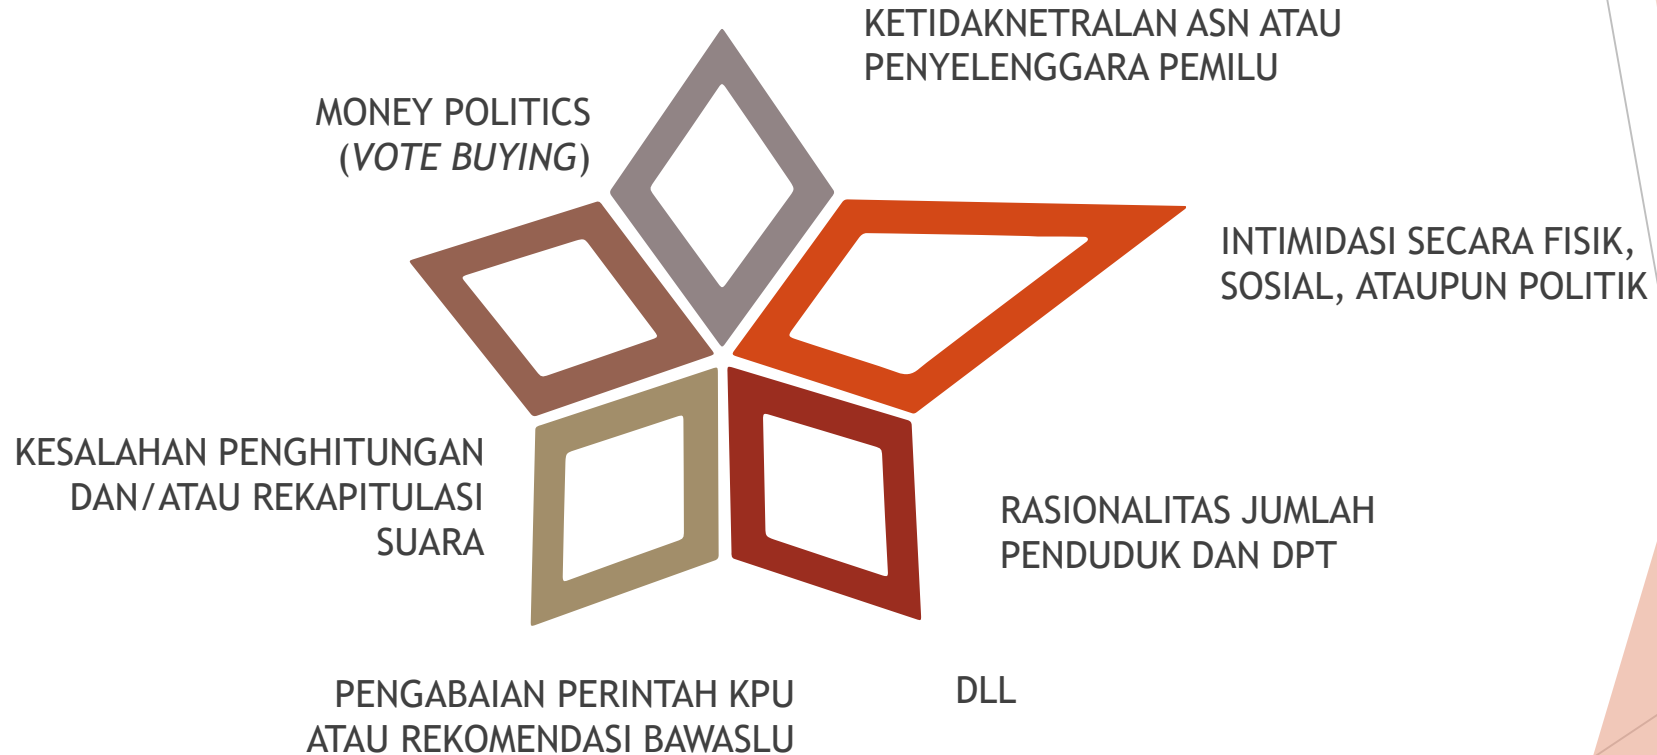 KETIDAKNETRALAN ASN ATAU
PENYELENGGARA PEMILU
MONEY POLITICS
(VOTE BUYING)
INTIMIDASI SECARA FISIK,
SOSIAL, ATAUPUN POLITIK
KESALAHAN PENGHITUNGAN
DAN/ATAU REKAPITULASI
SUARA
RASIONALITAS JUMLAH
PENDUDUK DAN DPT
PENGABAIAN PERINTAH KPU
ATAU REKOMENDASI BAWASLU
DLL